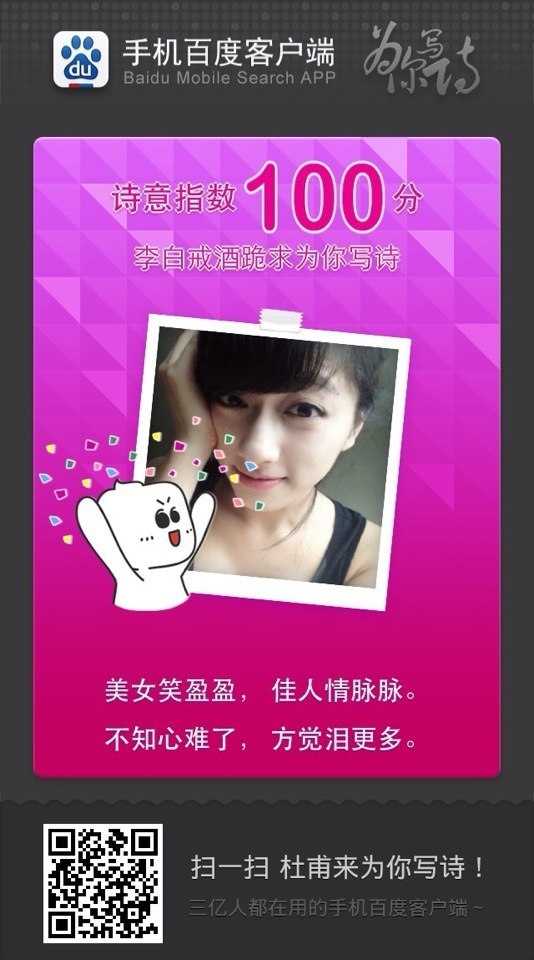 du
手机百度客户端
Baidu Mobile Search APP
为你写诗
诗意指数100分
李白戒酒跪求为你写诗
美女笑盈盈， 佳人情脉脉。
不知心难了， 方觉泪更多。
扫一扫 杜甫来为你写诗！
三亿人都在用的手机百度客户端~